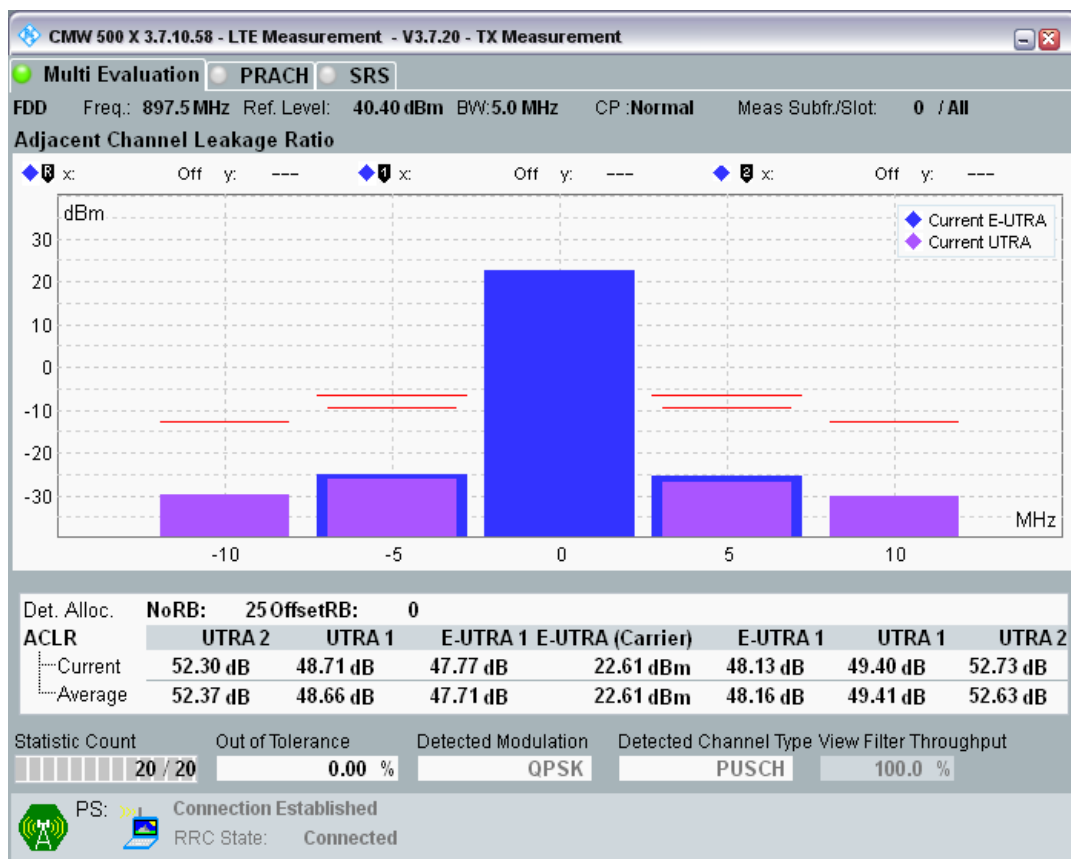 CMW 500 X 3.7.10.58 - LTE Measurement - V3.7.20 - TX Measurement
Multi Evaluation PRACH SRS
FDD Freq.: 897.5 MHz Ref. Level: 40.40 dBm BW:5.0 MHz CP :Normal Meas Subfr./Slot: 0 / All
Adjacent Channel Leakage Ratio
R x: Off y: --- 1 x: Off y: --- 2 x: Off y: ---
dBm
Current E-UTRA
Current UTRA
30
20
10
0
-10
-20
-30
MHz
-10 -5 0 5 10
Det. Alloc. NoRB: 25 OffsetRB: 0
ACLR UTRA 2 UTRA 1 E-UTRA 1 E-UTRA (Carrier) E-UTRA 1 UTRA 1 UTRA 2
Current 52.30 dB 48.71 dB 47.77 dB 22.61 dBm 48.13 dB 49.40 dB 52.73 dB
Average 52.37 dB 48.66 dB 47.71 dB 22.61 dBm 48.16 dB 49.41 dB 52.63 dB
Statistic Count Out of Tolerance Detected Modulation Detected Channel Type View Filter Throughput
20 / 20 0.00 % QPSK PUSCH 100.0 %
PS: Connection Established
RRC State: Connected